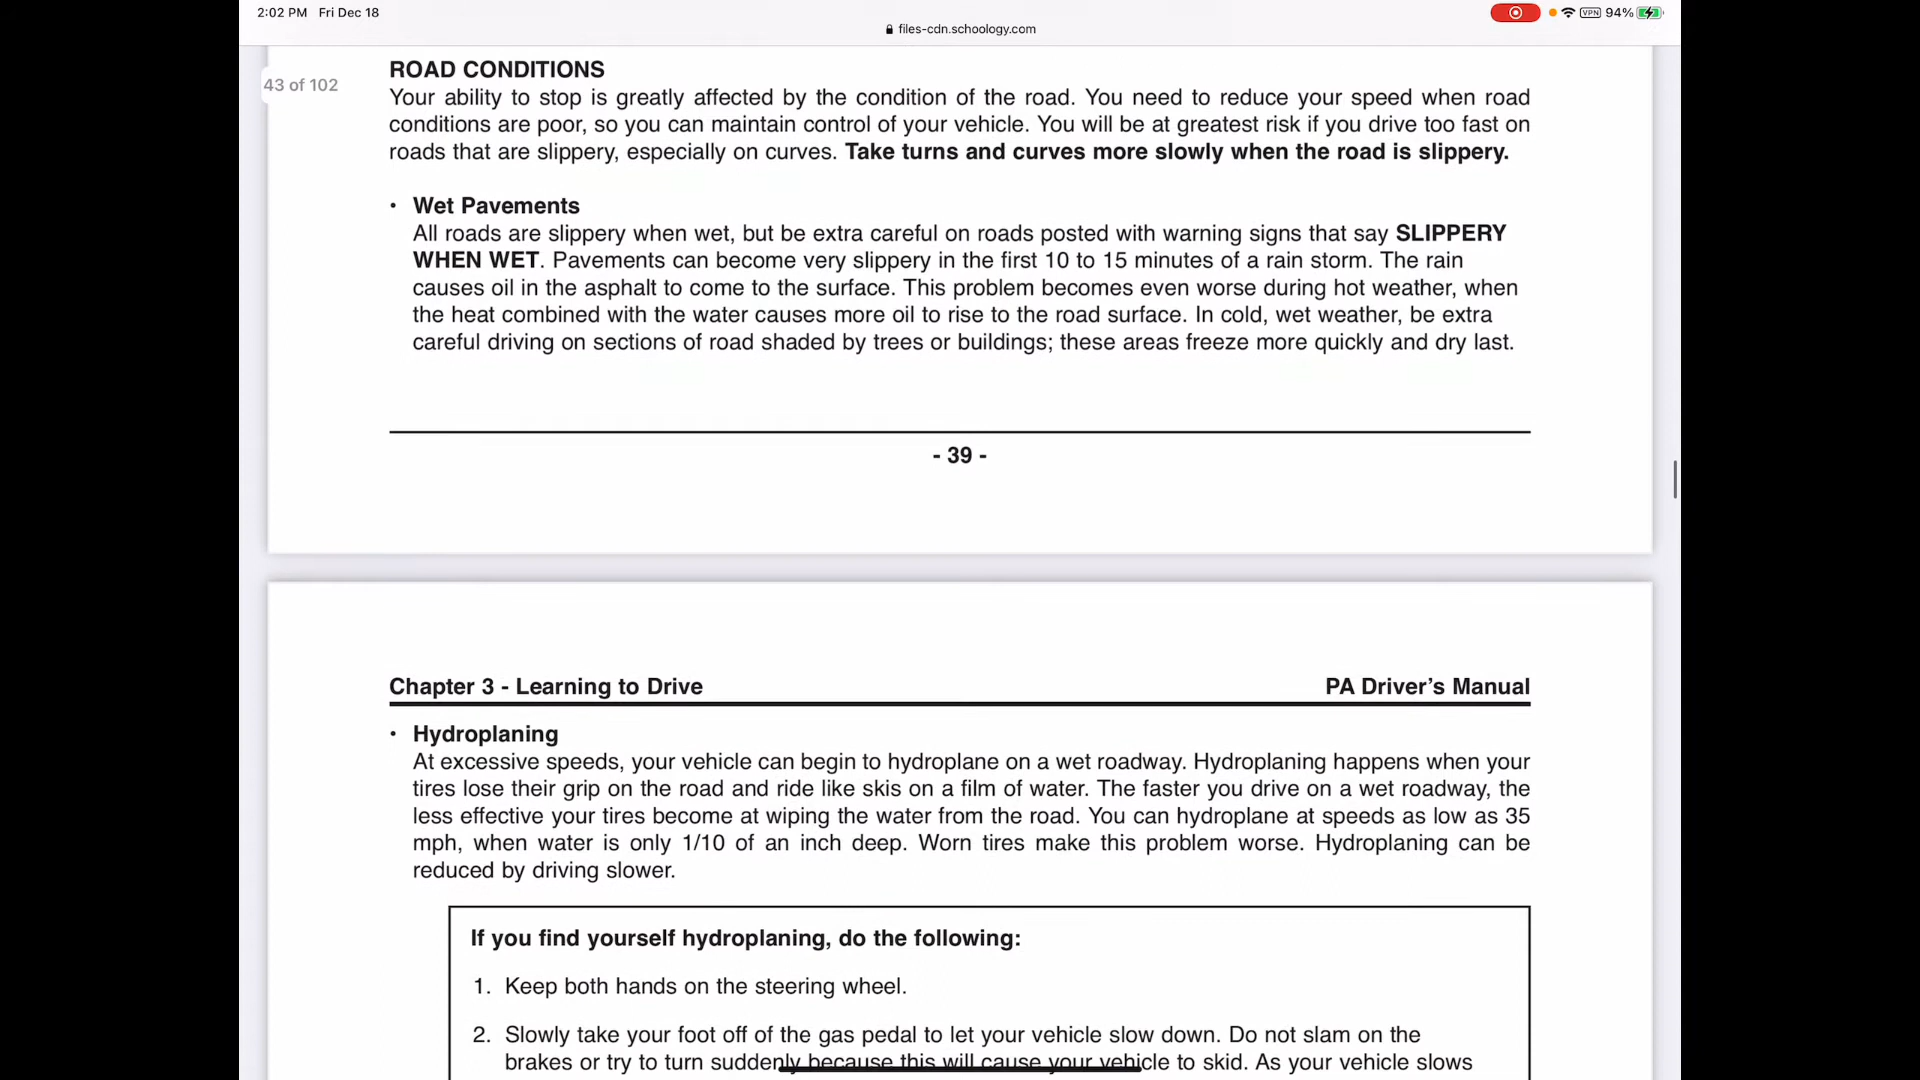 2:02 PM Fri Dec 18
VPN 94%
files-cdn.schoology.com
43 of 102
ROAD CONDITIONS
Your ability to stop is greatly affected by the condition of the road. You need to reduce your speed when road
conditions are poor, so you can maintain control of your vehicle. You will be at greatest risk if you drive too fast on
roads that are slippery, especially on curves. Take turns and curves more slowly when the road is slippery.
• Wet Pavements
All roads are slippery when wet, but be extra careful on roads posted with warning signs that say SLIPPERY
WHEN WET. Pavements can become very slippery in the first 10 to 15 minutes of a rain storm. The rain
causes oil in the asphalt to come to the surface. This problem becomes even worse during hot weather, when
the heat combined with the water causes more oil to rise to the road surface. In cold, wet weather, be extra
careful driving on sections of road shaded by trees or buildings; these areas freeze more quickly and dry last.
- 39 -
Chapter 3 - Learning to Drive PA Driver's Manual
• Hydroplaning
At excessive speeds, your vehicle can begin to hydroplane on a wet roadway. Hydroplaning happens when your
tires lose their grip on the road and ride like skis on a film of water. The faster you drive on a wet roadway, the
less effective your tires become at wiping the water from the road. You can hydroplane at speeds as low as 35
mph, when water is only 1/10 of an inch deep. Worn tires make this problem worse. Hydroplaning can be
reduced by driving slower.
If you find yourself hydroplaning, do the following:
1. Keep both hands on the steering wheel.
2. Slowly take your foot off of the gas pedal to let your vehicle slow down. Do not slam on the
brakes or try to turn suddenly because this will cause your vehicle to skid. As your vehicle slows